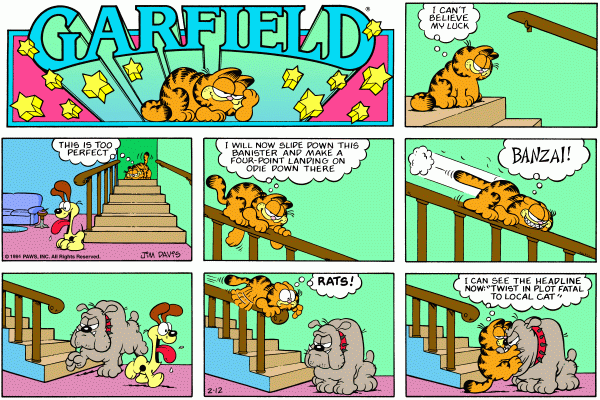 GARFIELD
®
I CAN'T
BELIEVE
MY LUCK
THIS IS TOO
PERFECT
© 1984 PAWS, INC. All Rights Reserved.
JIM DAVIS
I WILL NOW SLIDE DOWN THIS
BANISTER AND MAKE A
FOUR-POINT LANDING ON
ODIE DOWN THERE
BANZAI!
RATS!
2-12
I CAN SEE THE HEADLINE
NOW: "TWIST IN PLOT FATAL
TO LOCAL CAT"